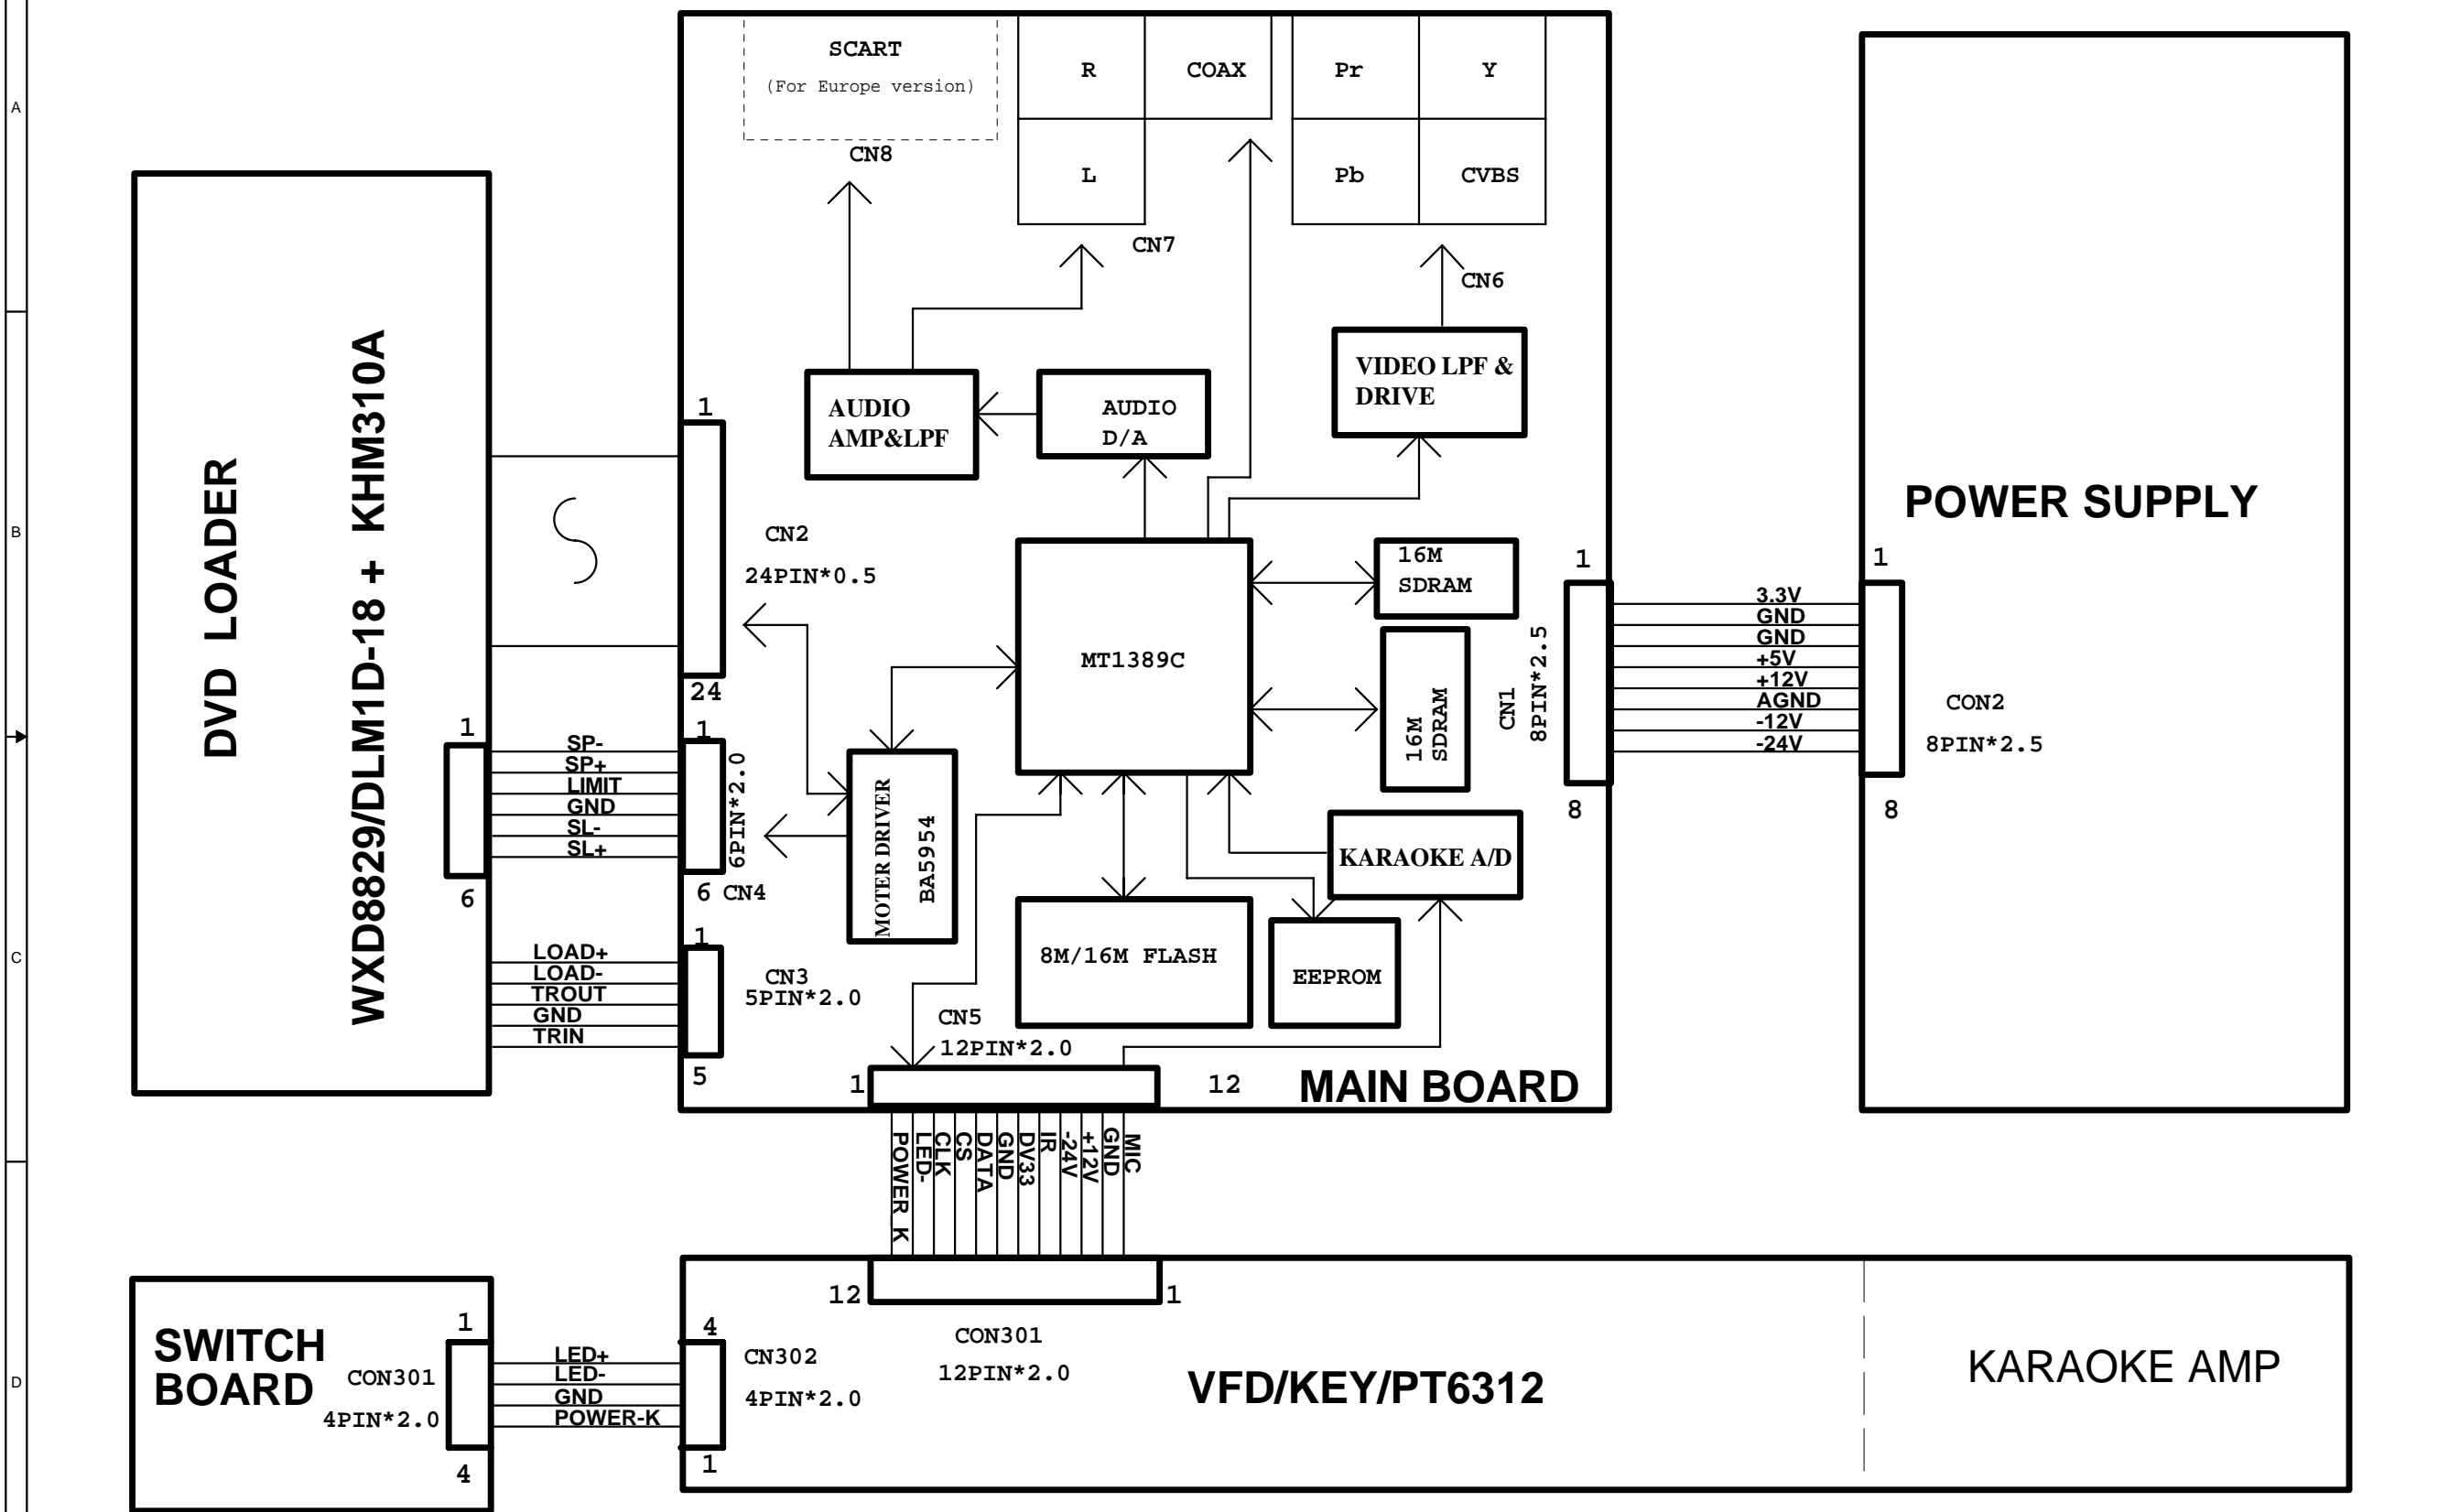 A
B
C
D
DVD LOADER
WXD8829/DLM1D-18 + KHM310A
1
6
SP-
SP+
LIMIT
GND
SL-
SL+
LOAD+
LOAD-
TROUT
GND
TRIN
SCART
(For Europe version)
CN8
R
COAX
L
CN7
Pr
Y
Pb
CVBS
CN6
VIDEO LPF &
DRIVE
AUDIO
AMP&LPF
AUDIO
D/A
1
24
CN2
24PIN*0.5
1
6PIN*2.0
6 CN4
1
5
CN3
5PIN*2.0
MOTER DRIVER
BA5954
MT1389C
16M
SDRAM
16M
SDRAM
KARAOKE A/D
8M/16M FLASH
EEPROM
CN5
12PIN*2.0
1
12
MAIN BOARD
1
CN1
8PIN*2.5
8
3.3V
GND
GND
+5V
+12V
AGND
-12V
-24V
POWER SUPPLY
1
CON2
8PIN*2.5
8
POWER K
LED-
CLK
CS
DATA
GND
DV33
IR
-24V
+12V
GND
MIC
SWITCH
BOARD
1
CON301
4PIN*2.0
4
LED+
LED-
GND
POWER-K
4
CN302
4PIN*2.0
1
12
1
CON301
12PIN*2.0
VFD/KEY/PT6312
KARAOKE AMP